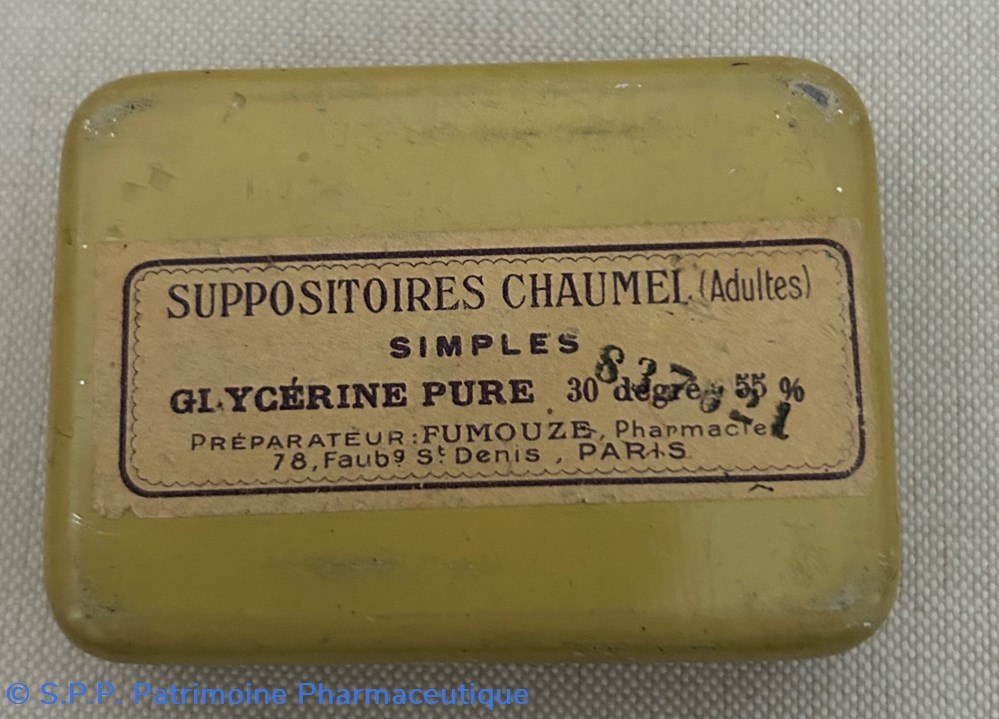 SUPPOSITOIRES CHAUMEL (Adultes)
SIMPLES
GLYCÉRINE PURE 30 degrés 55 %
PRÉPARATEUR: FUMOUZE, Pharmacien
78, Faubg St Denis, PARIS
© S.P.P. Patrimoine Pharmaceutique